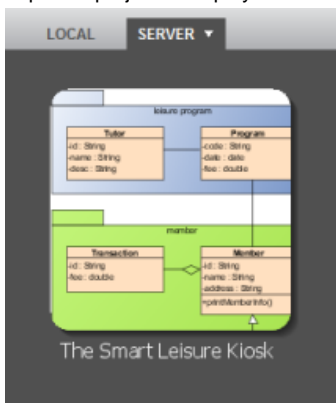 LOCAL SERVER ▾
leisure program
Tutor
-id : String
-name : String
-desc : String
Program
-code : String
-date : date
-fee : double
member
Transaction
-id : String
-fee : double
Member
-id : String
-name : String
-address : String
+printMemberInfo()
The Smart Leisure Kiosk